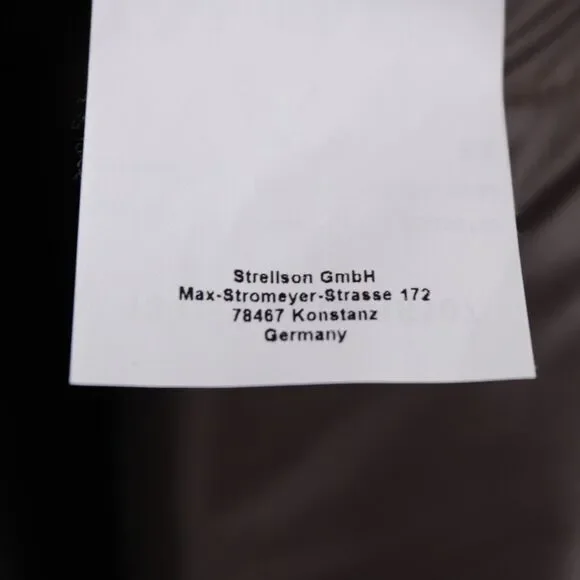 Strellson GmbH
Max-Stromeyer-Strasse 172
78467 Konstanz
Germany